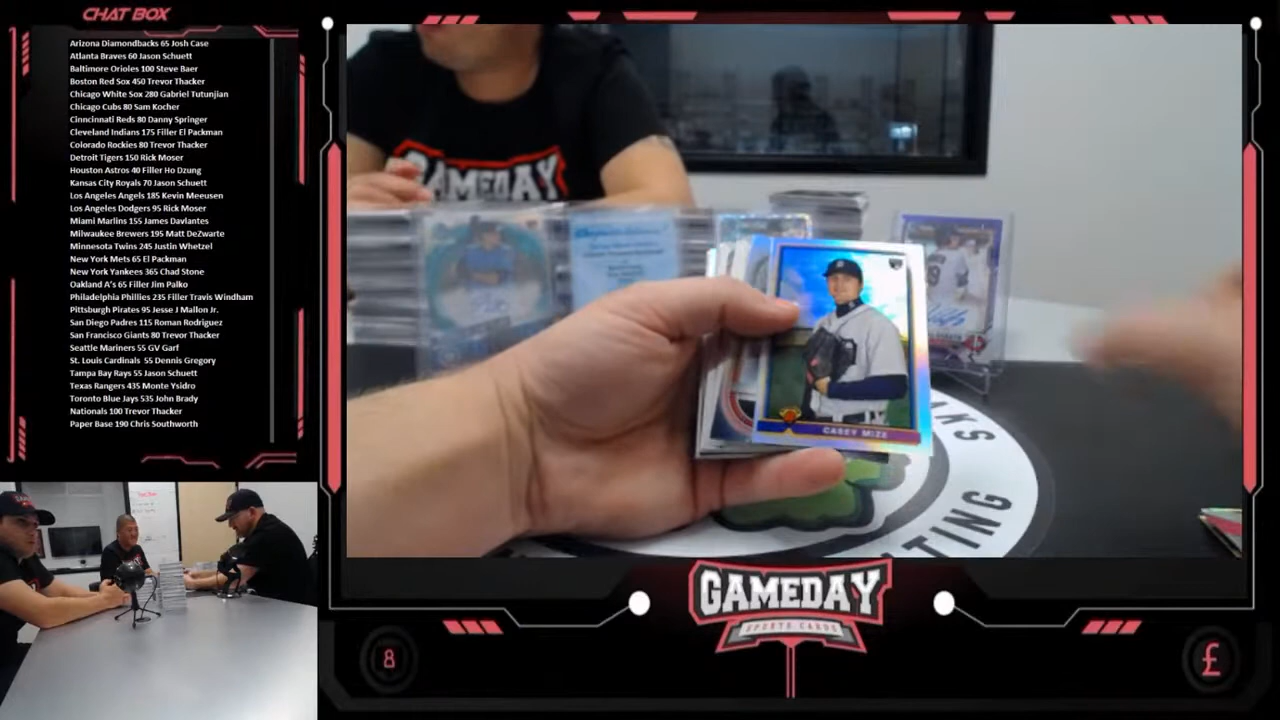 CHAT BOX
Arizona Diamondbacks 65 Josh Case
Atlanta Braves 60 Jason Schuett
Baltimore Orioles 100 Steve Baer
Boston Red Sox 450 Trevor Thacker
Chicago White Sox 280 Gabriel Tutunjian
Chicago Cubs 80 Sam Kocher
Cinncinnati Reds 80 Danny Springer
Cleveland Indians 175 Filler El Packman
Colorado Rockies 80 Trevor Thacker
Detroit Tigers 150 Rick Moser
Houston Astros 40 Filler Ho Dzung
Kansas City Royals 70 Jason Schuett
Los Angeles Angels 185 Kevin Meeusen
Los Angeles Dodgers 95 Rick Moser
Miami Marlins 155 James Daviantes
Milwaukee Brewers 195 Matt DeZwarte
Minnesota Twins 245 Justin Whetzel
New York Mets 65 El Packman
New York Yankees 365 Chad Stone
Oakland A's 65 Filler Jim Palko
Philadelphia Phillies 235 Filler Travis Windham
Pittsburgh Pirates 95 Jesse J Mallon Jr.
San Diego Padres 115 Roman Rodriguez
San Francisco Giants 80 Trevor Thacker
Seattle Mariners 55 GV Garf
St. Louis Cardinals 55 Dennis Gregory
Tampa Bay Rays 55 Jason Schuett
Texas Rangers 435 Monte Ysidro
Toronto Blue Jays 535 John Brady
Nationals 100 Trevor Thacker
Paper Base 190 Chris Southworth
GAMEDAY
CASEY MIZE
AKS
TING
GAMEDAY
SPORTS CARDS
8
£